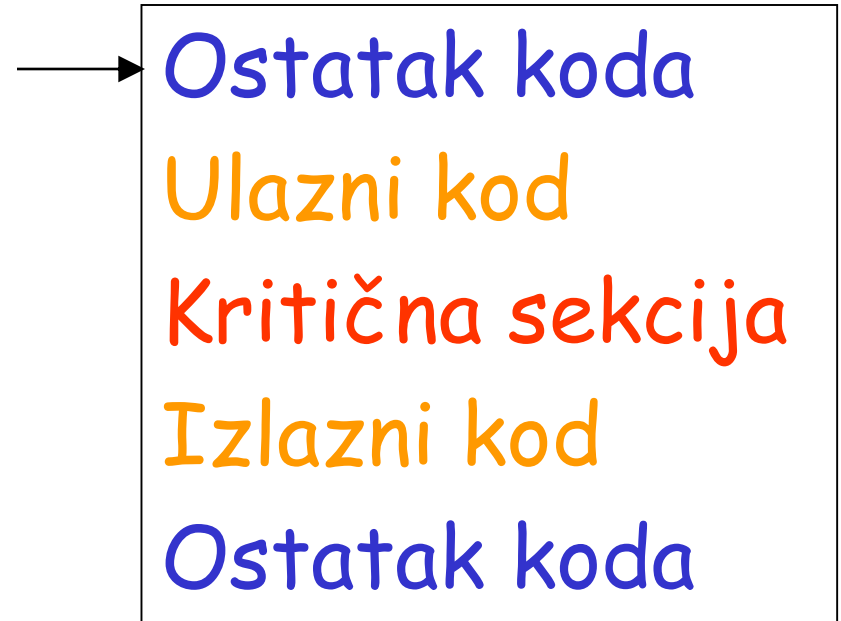 Ostatak koda
Ulazni kod
Kritična sekcija
Izlazni kod
Ostatak koda